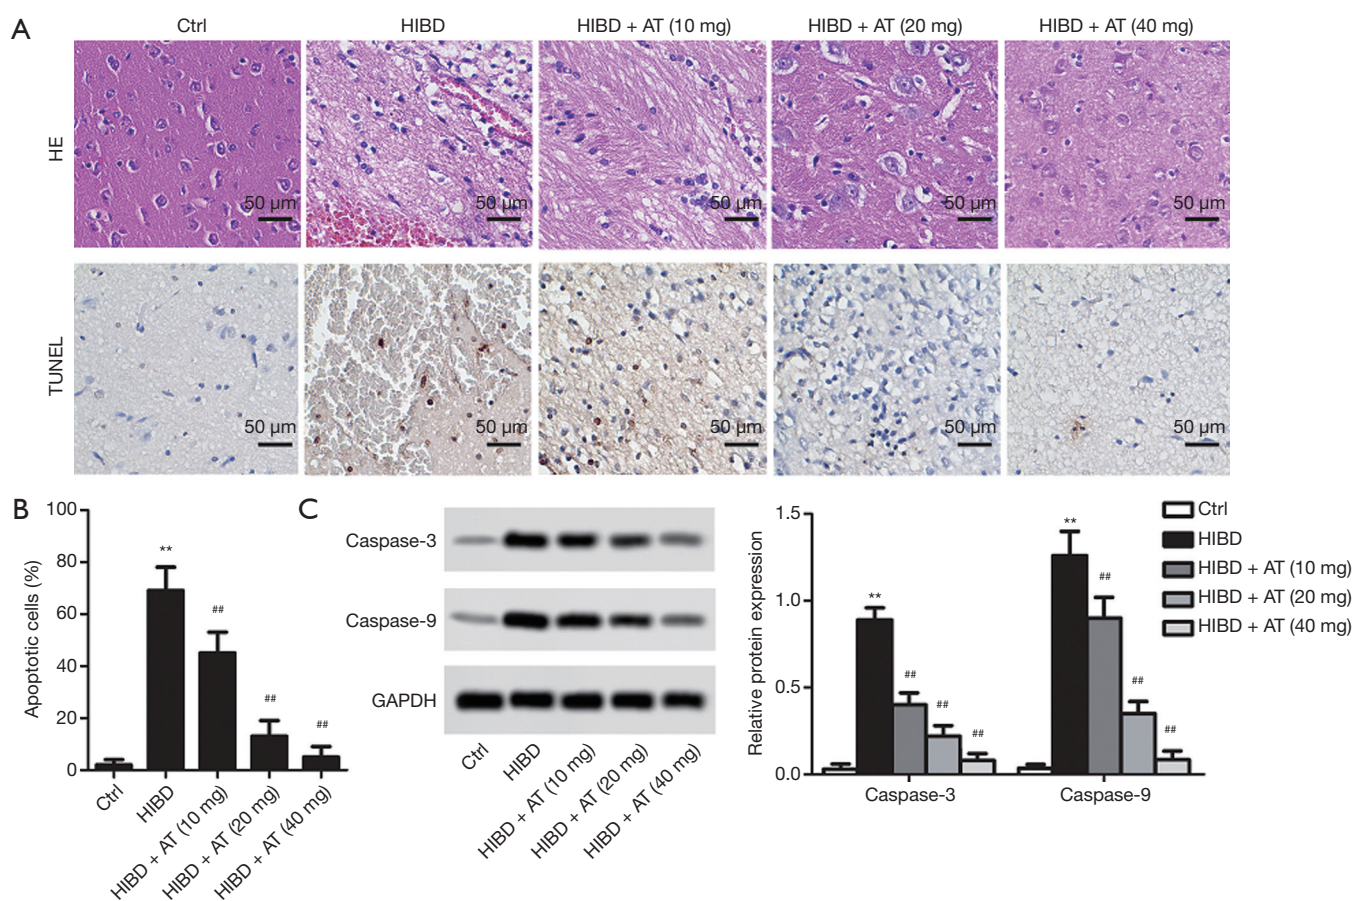 A
Ctrl
HIBD
HIBD + AT (10 mg)
HIBD + AT (20 mg)
HIBD + AT (40 mg)
HE
50 μm
50 μm
50 μm
50 μm
50 μm
TUNEL
50 μm
50 μm
50 μm
50 μm
50 μm
B
Apoptotic cells (%)
100
80
60
40
20
0
**
##
##
##
Ctrl
HIBD
HIBD + AT (10 mg)
HIBD + AT (20 mg)
HIBD + AT (40 mg)
C
Caspase-3
Caspase-9
GAPDH
Ctrl
HIBD
HIBD + AT (10 mg)
HIBD + AT (20 mg)
HIBD + AT (40 mg)
Relative protein expression
1.5
1.0
0.5
0.0
**
##
##
##
**
##
##
##
Caspase-3
Caspase-9
Ctrl
HIBD
HIBD + AT (10 mg)
HIBD + AT (20 mg)
HIBD + AT (40 mg)